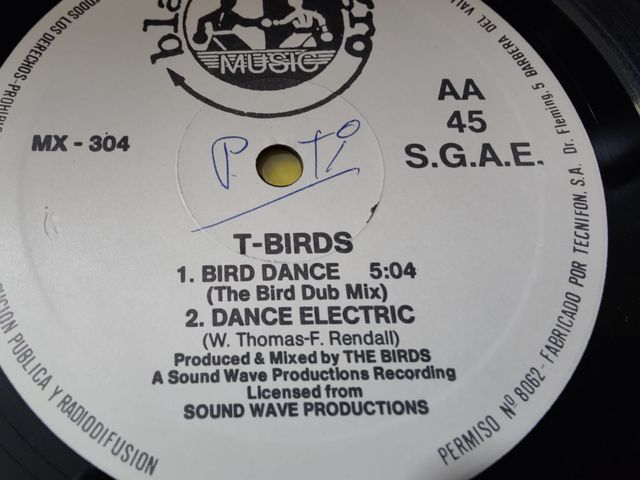 MUSIC
MX - 304
AA
45
S.G.A.E.
T-BIRDS
1. BIRD DANCE 5:04
(The Bird Dub Mix)
2. DANCE ELECTRIC
(W. Thomas-F. Rendall)
Produced & Mixed by THE BIRDS
A Sound Wave Productions Recording
Licensed from
SOUND WAVE PRODUCTIONS
PUBLICA Y RADIODIFUSION
LOS DERECHOS-
PERMISO Nº 8062-FABRICADO POR TECNIFON, S.A. Dr. Fleming, 5 BARBERA DEL